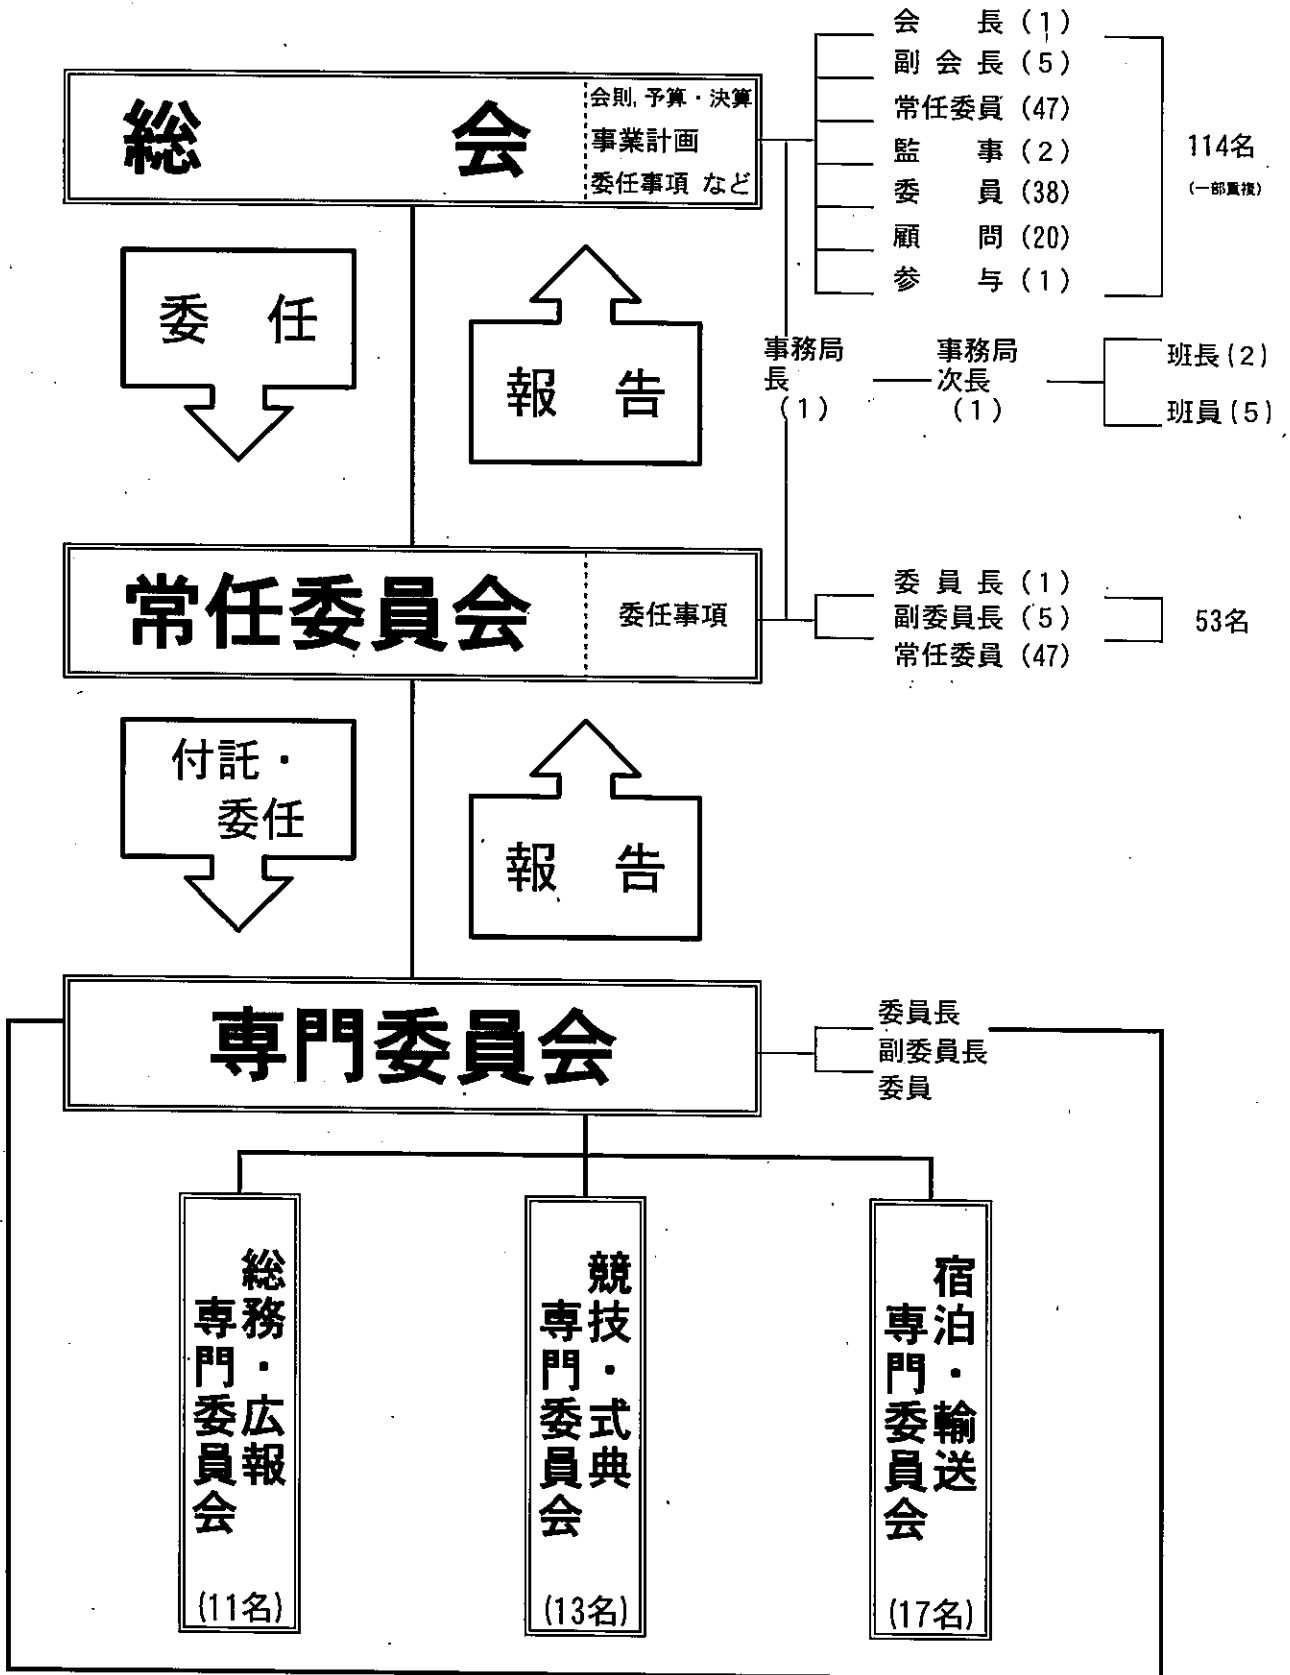 総 会
会則, 予算・決算
事業計画
委任事項 など
会 長 (1)
副会長 (5)
常任委員 (47)
監 事 (2)
委 員 (38)
顧 問 (20)
参 与 (1)
114名
(一部重複)
委 任
報 告
事務局
長
(1)
事務局
次長
(1)
班長(2)
班員(5)
常任委員会
委任事項
委員長 (1)
副委員長 (5)
常任委員 (47)
53名
付託・
委任
報 告
専門委員会
委員長
副委員長
委員
総務・広報
専門委員会
(11名)
競技・式典
専門委員会
(13名)
宿泊・輸送
専門委員会
(17名)